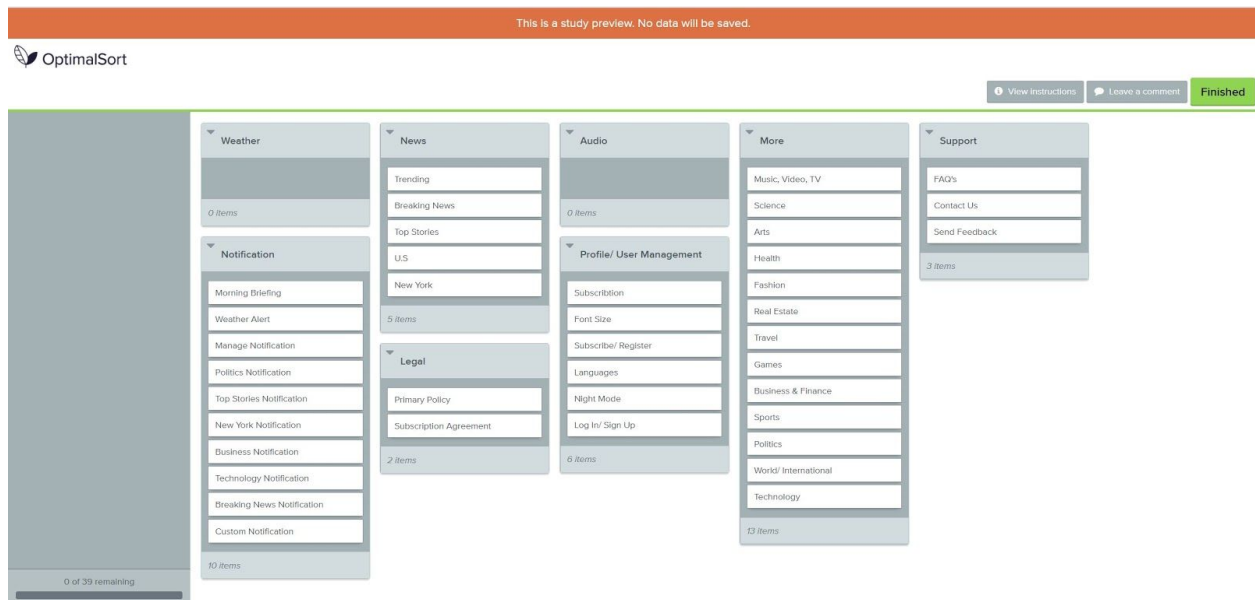 This is a study preview. No data will be saved.
OptimalSort
View instructions
Leave a comment
Finished
Weather
0 items
Notification
Morning Briefing
Weather Alert
Manage Notification
Politics Notification
Top Stories Notification
New York Notification
Business Notification
Technology Notification
Breaking News Notification
Custom Notification
10 items
News
Trending
Breaking News
Top Stories
U.S
New York
5 items
Legal
Primary Policy
Subscription Agreement
2 items
Audio
0 items
Profile/ User Management
Subscribtion
Font Size
Subscribe/ Register
Languages
Night Mode
Log In/ Sign Up
6 items
More
Music, Video, TV
Science
Arts
Health
Fashion
Real Estate
Travel
Games
Business & Finance
Sports
Politics
World/ International
Technology
13 items
Support
FAQ's
Contact Us
Send Feedback
3 items
0 of 39 remaining